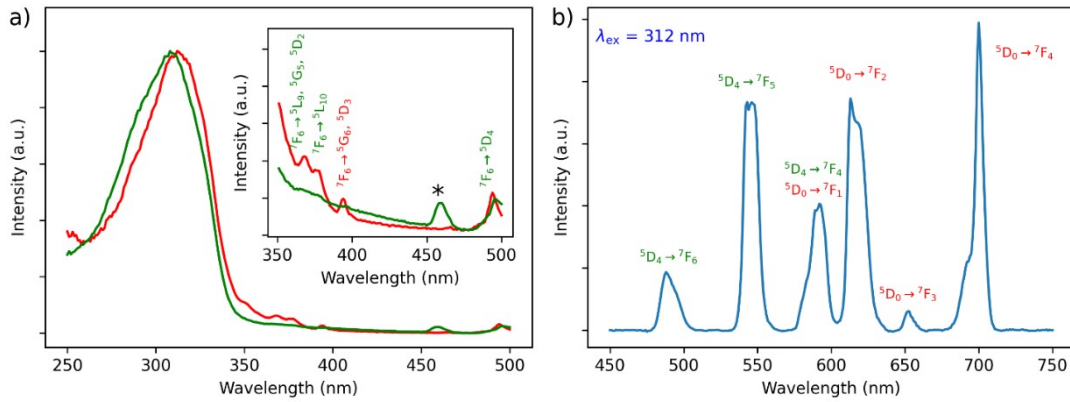 a)
Intensity (a.u.)
250 300 350 400 450 500
Wavelength (nm)
Intensity (a.u.)
⁷F₆→⁵L₉, ⁵G₅, ⁵D₂
⁷F₆→⁵L₁₀
⁷F₆→⁵G₆, ⁵D₃
*
⁷F₆→⁵D₄
350 400 450 500
Wavelength (nm)
b)
λex = 312 nm
Intensity (a.u.)
⁵D₄→⁷F₆
⁵D₄→⁷F₅
⁵D₄→⁷F₄
⁵D₀→⁷F₁
⁵D₀→⁷F₂
⁵D₀→⁷F₃
⁵D₀→⁷F₄
450 500 550 600 650 700 750
Wavelength (nm)